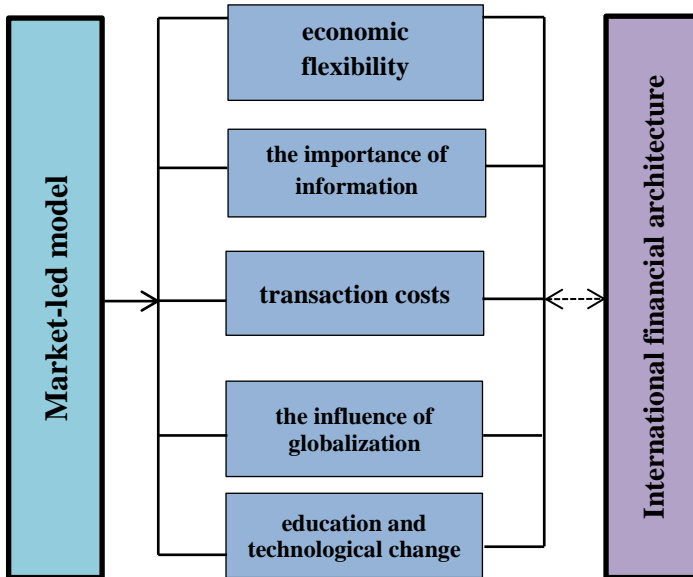 Market-led model
economic
flexibility
the importance of
information
transaction costs
the influence of
globalization
education and
technological change
International financial architecture